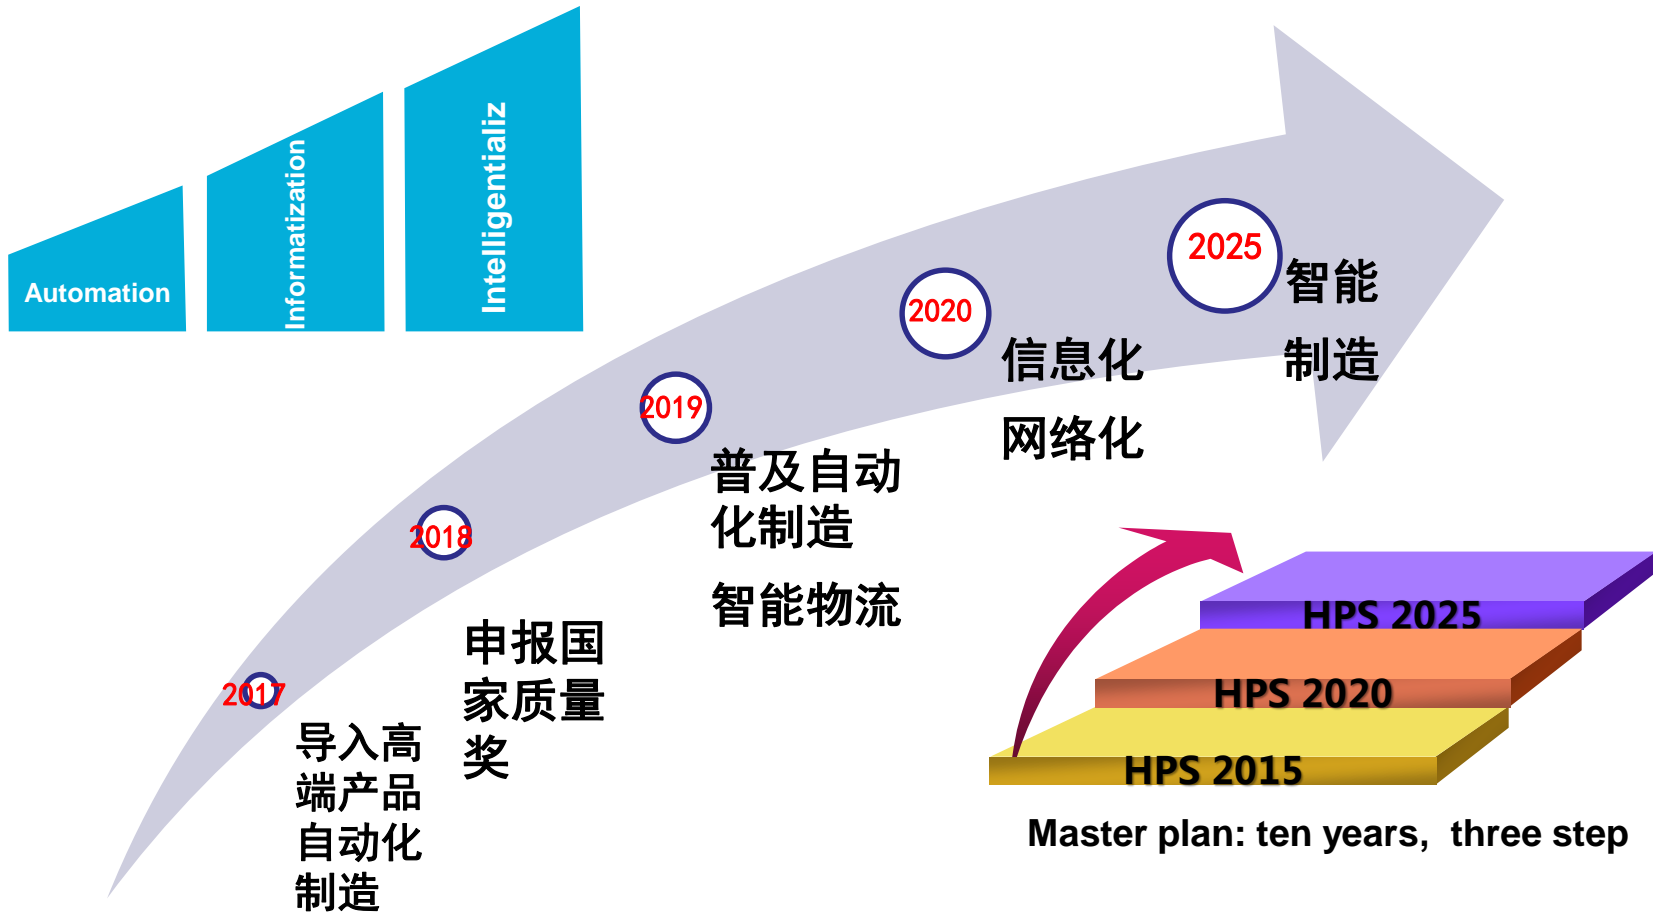 Automation
Informatization
Intelligentializ
2017
导入高
端产品
自动化
制造
2018
申报国
家质量
奖
2019
普及自动
化制造
智能物流
2020
信息化
网络化
2025
智能
制造
HPS 2025
HPS 2020
HPS 2015
Master plan: ten years, three step